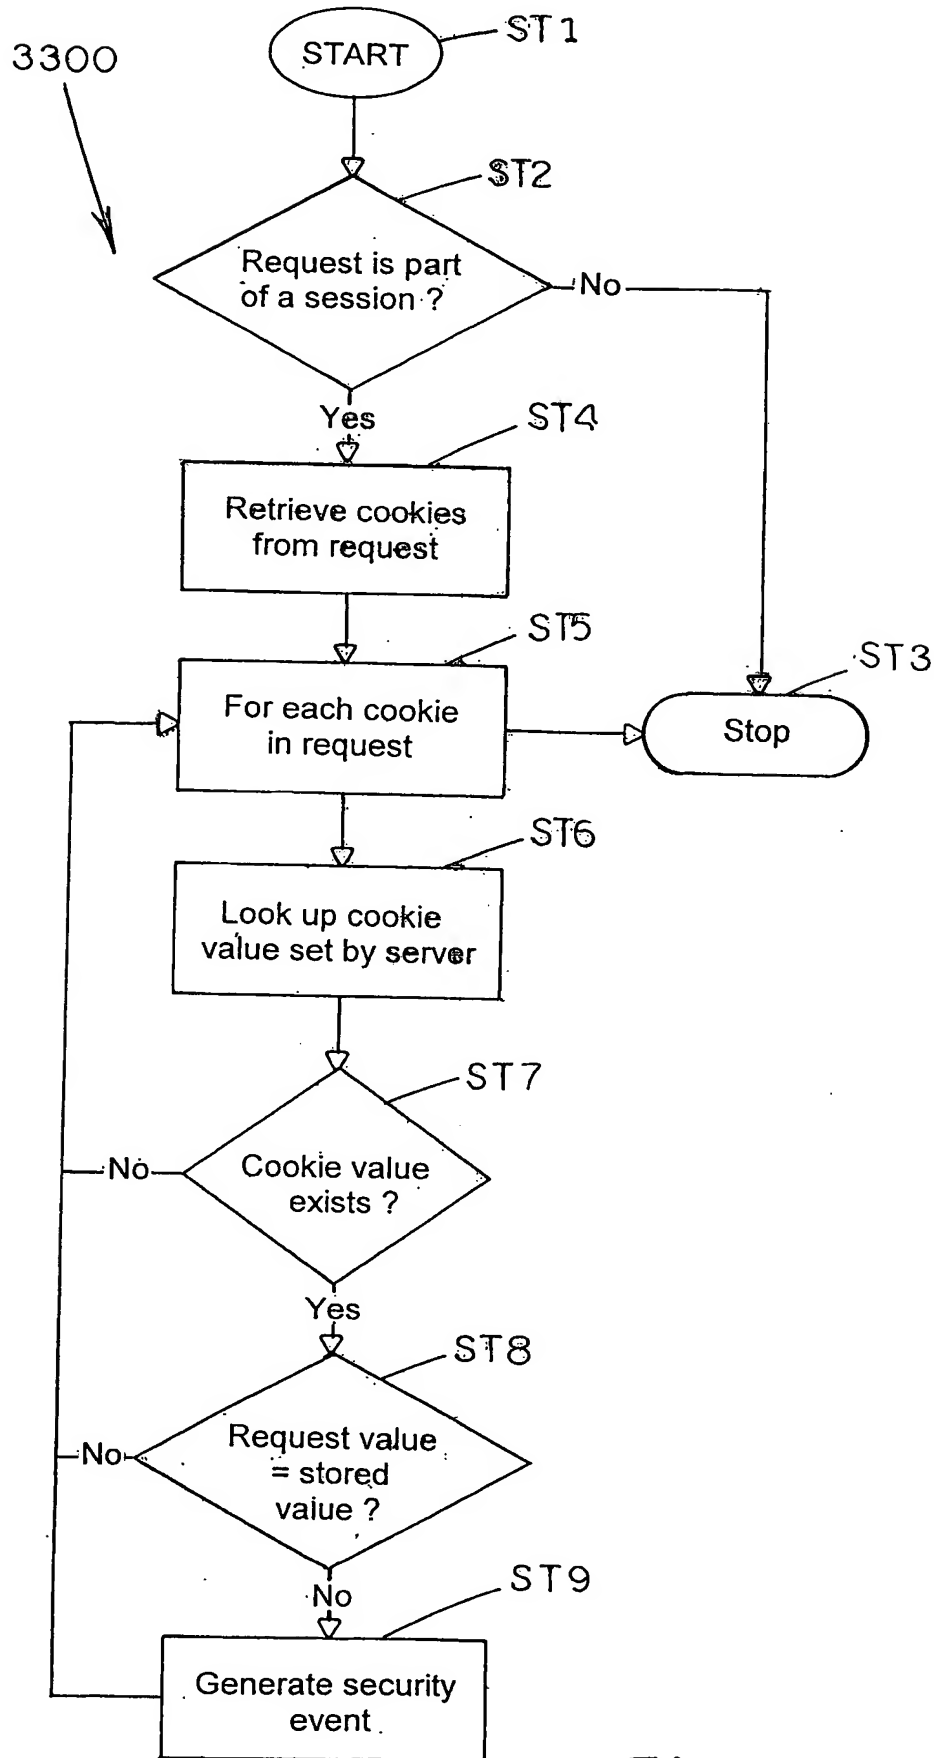 START
ST1
3300
ST2
Request is part
of a session ?
No
Yes
ST4
Retrieve cookies
from request
ST5
For each cookie
in request
ST3
Stop
ST6
Look up cookie
value set by server
ST7
Cookie value
exists ?
No
Yes
ST8
Request value
= stored
value ?
No
No
ST9
Generate security
event